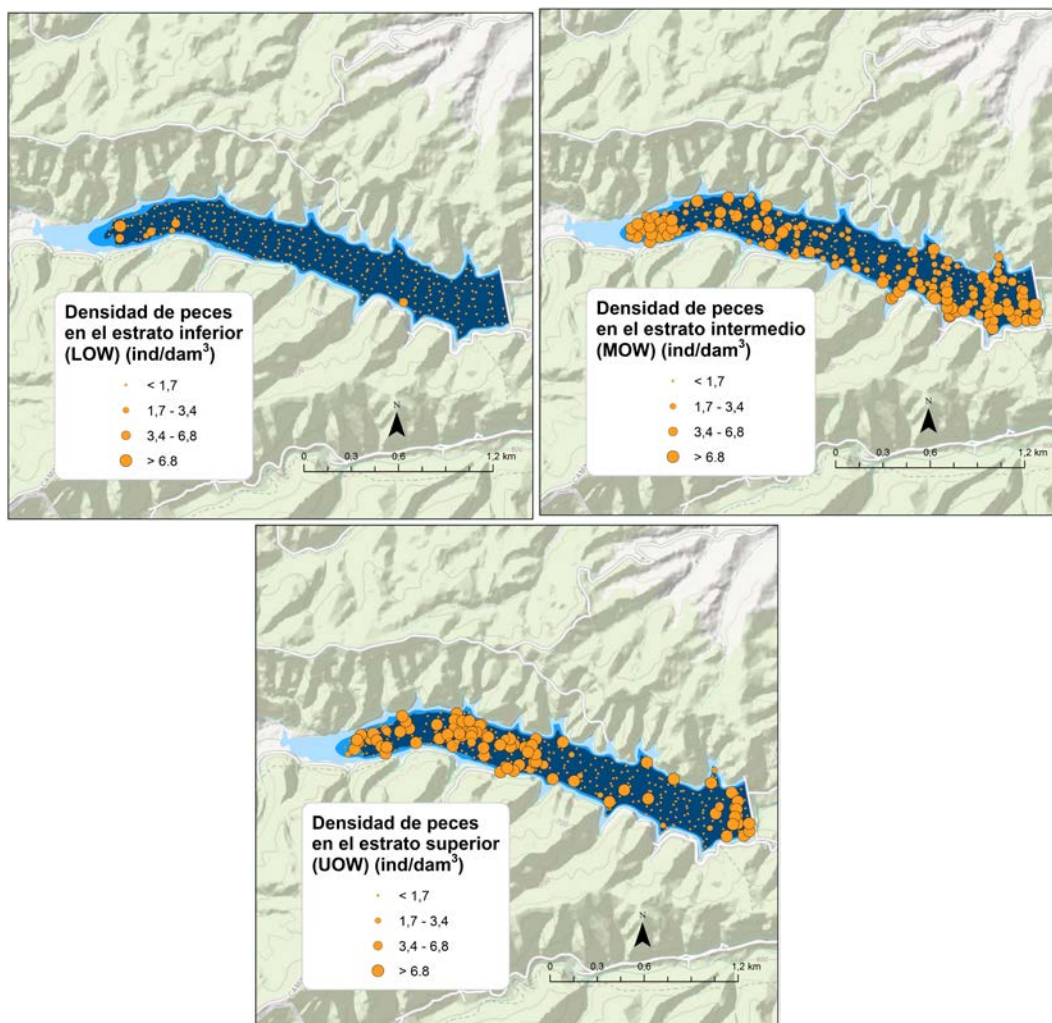 Densidad de peces
en el estrato inferior
(LOW) (ind/dam³)
< 1,7
1,7 - 3,4
3,4 - 6,8
> 6.8
N
0 0,3 0,6 1,2 km
Densidad de peces
en el estrato intermedio
(MOW) (ind/dam³)
< 1,7
1,7 - 3,4
3,4 - 6,8
> 6.8
N
0 0,3 0,6 1,2 km
Densidad de peces
en el estrato superior
(UOW) (ind/dam³)
< 1,7
1,7 - 3,4
3,4 - 6,8
> 6.8
N
0 0,3 0,6 1,2 km